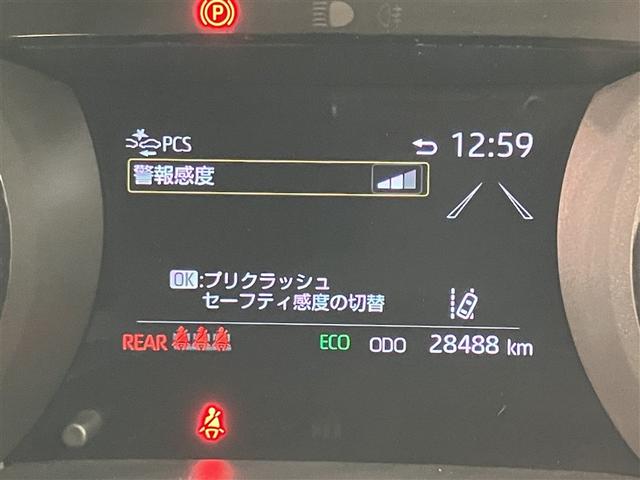 P
PCS
12:59
警報感度
OK:プリクラッシュ
セーフティ感度の切替
REAR ECO ODO 28488 km